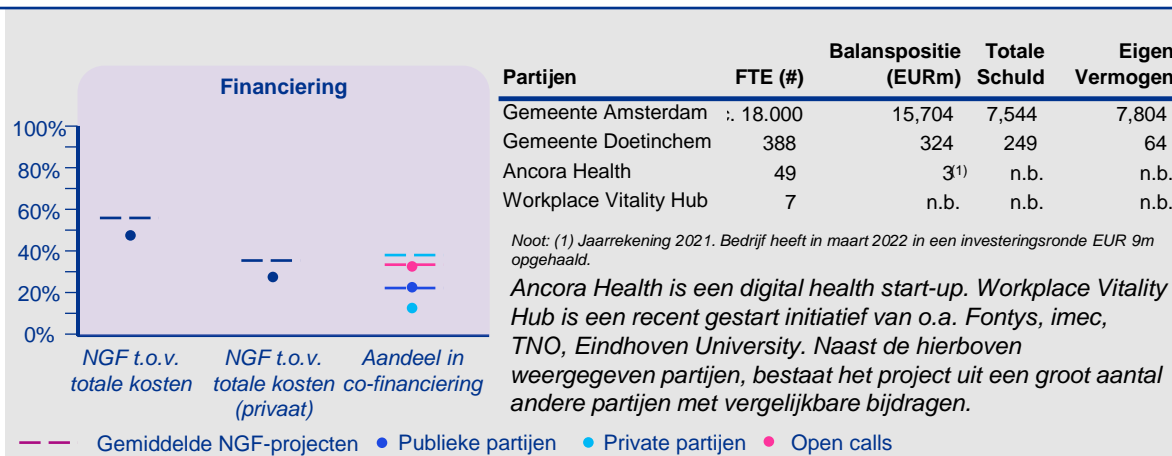 Financiering
100%
80%
60%
40%
20%
0%
NGF t.o.v.
totale kosten
NGF t.o.v.
totale kosten
(privaat)
Aandeel in
co-financiering
Gemiddelde NGF-projecten
Publieke partijen
Private partijen
Open calls
Partijen FTE (#) Balanspositie (EURm) Totale Schuld Eigen Vermogen
Gemeente Amsterdam 18.000 15,704 7,544 7,804
Gemeente Doetinchem 388 324 249 64
Ancora Health 49 3(1) n.b. n.b.
Workplace Vitality Hub 7 n.b. n.b. n.b.
Noot: (1) Jaarrekening 2021. Bedrijf heeft in maart 2022 in een investeringsronde EUR 9m
opgehaald.
Ancora Health is een digital health start-up. Workplace Vitality
Hub is een recent gestart initiatief van o.a. Fontys, imec,
TNO, Eindhoven University. Naast de hierboven
weergegeven partijen, bestaat het project uit een groot aantal
andere partijen met vergelijkbare bijdragen.